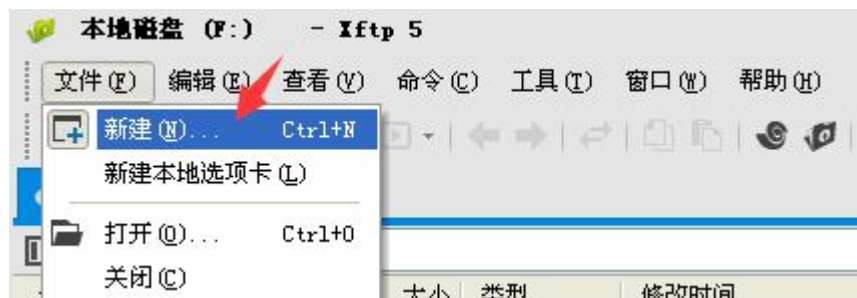 本地磁盘 (F:) - Xftp 5
文件(F) 编辑(E) 查看(V) 命令(C) 工具(T) 窗口(W) 帮助(H)
新建(N)... Ctrl+N
新建本地选项卡(L)
打开(O)... Ctrl+O
关闭(C)
大小 类型 修改时间